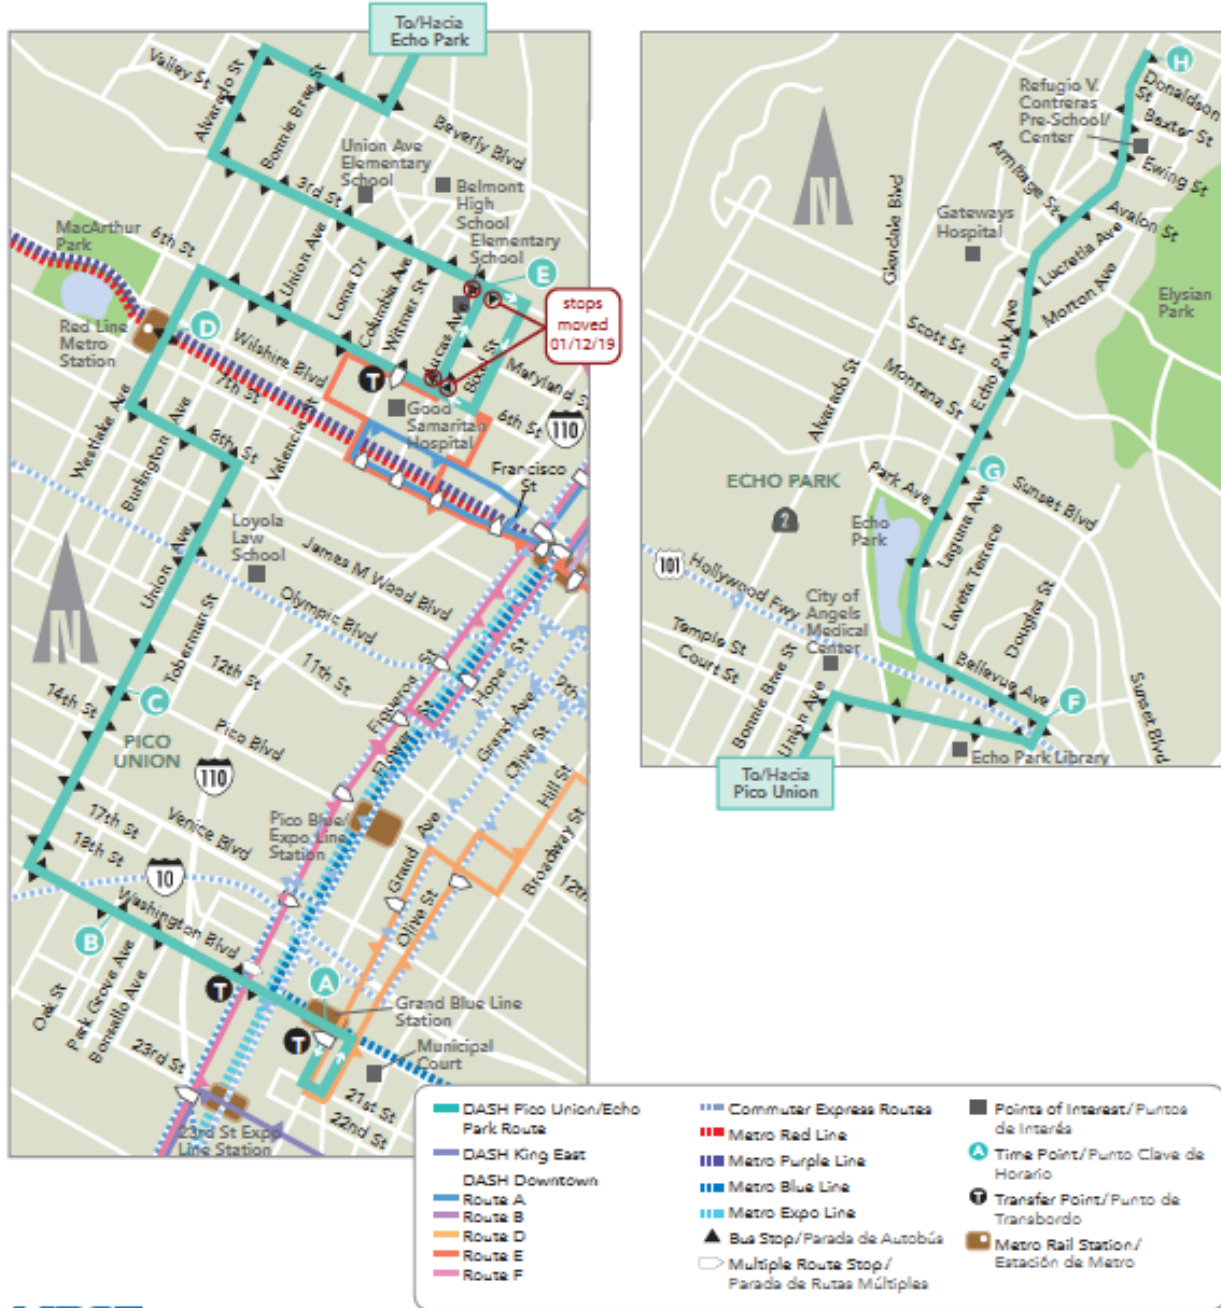 To/Hacia
Echo Park
Valley St
Alvarado St
Bonnie Brae St
Beverly Blvd
Union Ave
Elementary
School
Belmont
High
School
Elementary
School
3rd St
MacArthur
Park
6th St
Union Ave
Loma Dr
Columbia Ave
Witmer St
Lucas Ave
Boxel St
Maryland St
E
stops
moved
01/12/19
Red Line
Metro
Station
D
Wilshire Blvd
7th St
T
Good
Samaritan
Hospital
6th St
110
Westlake Ave
Burlington Ave
8th St
Valencia St
Francisco
St
Loyola
Law
School
James M Wood Blvd
Olympic Blvd
Union Ave
Toberman St
12th St
11th St
N
14th St
C
PICO
UNION
Pico Blvd
110
Figueroa St
Flower St
Hope St
Grand Ave
Olive St
9th
Hill St
Broadway St
12th
17th St
18th St
Venice Blvd
Pico Blue/
Expo Line
Station
Grand Ave
Olive St
10
Washington Blvd
B
A
T
Oak St
Park Grove Ave
Bonsallo Ave
23rd St
Grand Blue Line
Station
T
Municipal
Court
21st St
22nd St
23rd St Expo
Line Station
H
Donaldson
St
Refugio V.
Contreras
Pre-School/
Center
Baxter St
Ewing St
Armitage St
Avalon St
N
Glendale Blvd
Gateways
Hospital
Lucretia Ave
Morton Ave
Elysian
Park
Scott St
Echo Park Ave
Montana St
Alvarado St
G
Park Ave
Sunset Blvd
ECHO PARK
2
Echo
Park
Laguna Ave
Laveta Terrace
Douglas St
101
Hollywood Fwy
City of
Angels
Medical
Center
Temple St
Court St
Bonnie Brae St
Union Ave
Bellevue Ave
F
Sunset Blvd
Echo Park Library
To/Hacia
Pico Union
DASH Pico Union/Echo
Park Route
DASH King East
DASH Downtown
Route A
Route B
Route D
Route E
Route F
Commuter Express Routes
Metro Red Line
Metro Purple Line
Metro Blue Line
Metro Expo Line
Bus Stop/Parada de Autobús
Multiple Route Stop/
Parada de Rutas Múltiples
Points of Interest/Puntos
de Interés
A
Time Point/Punto Clave de
Horario
T
Transfer Point/Punto de
Transbordo
Metro Rail Station/
Estación de Metro